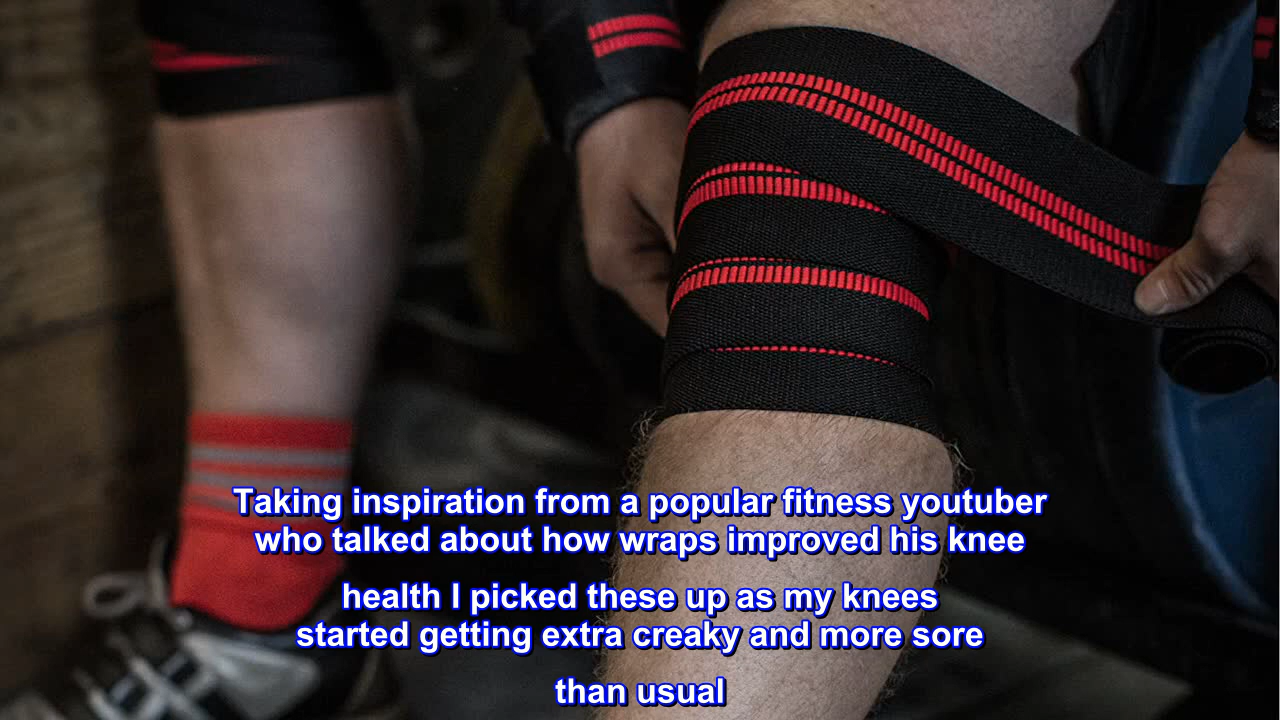 Taking inspiration from a popular fitness youtuber
who talked about how wraps improved his knee
health I picked these up as my knees
started getting extra creaky and more sore
than usual